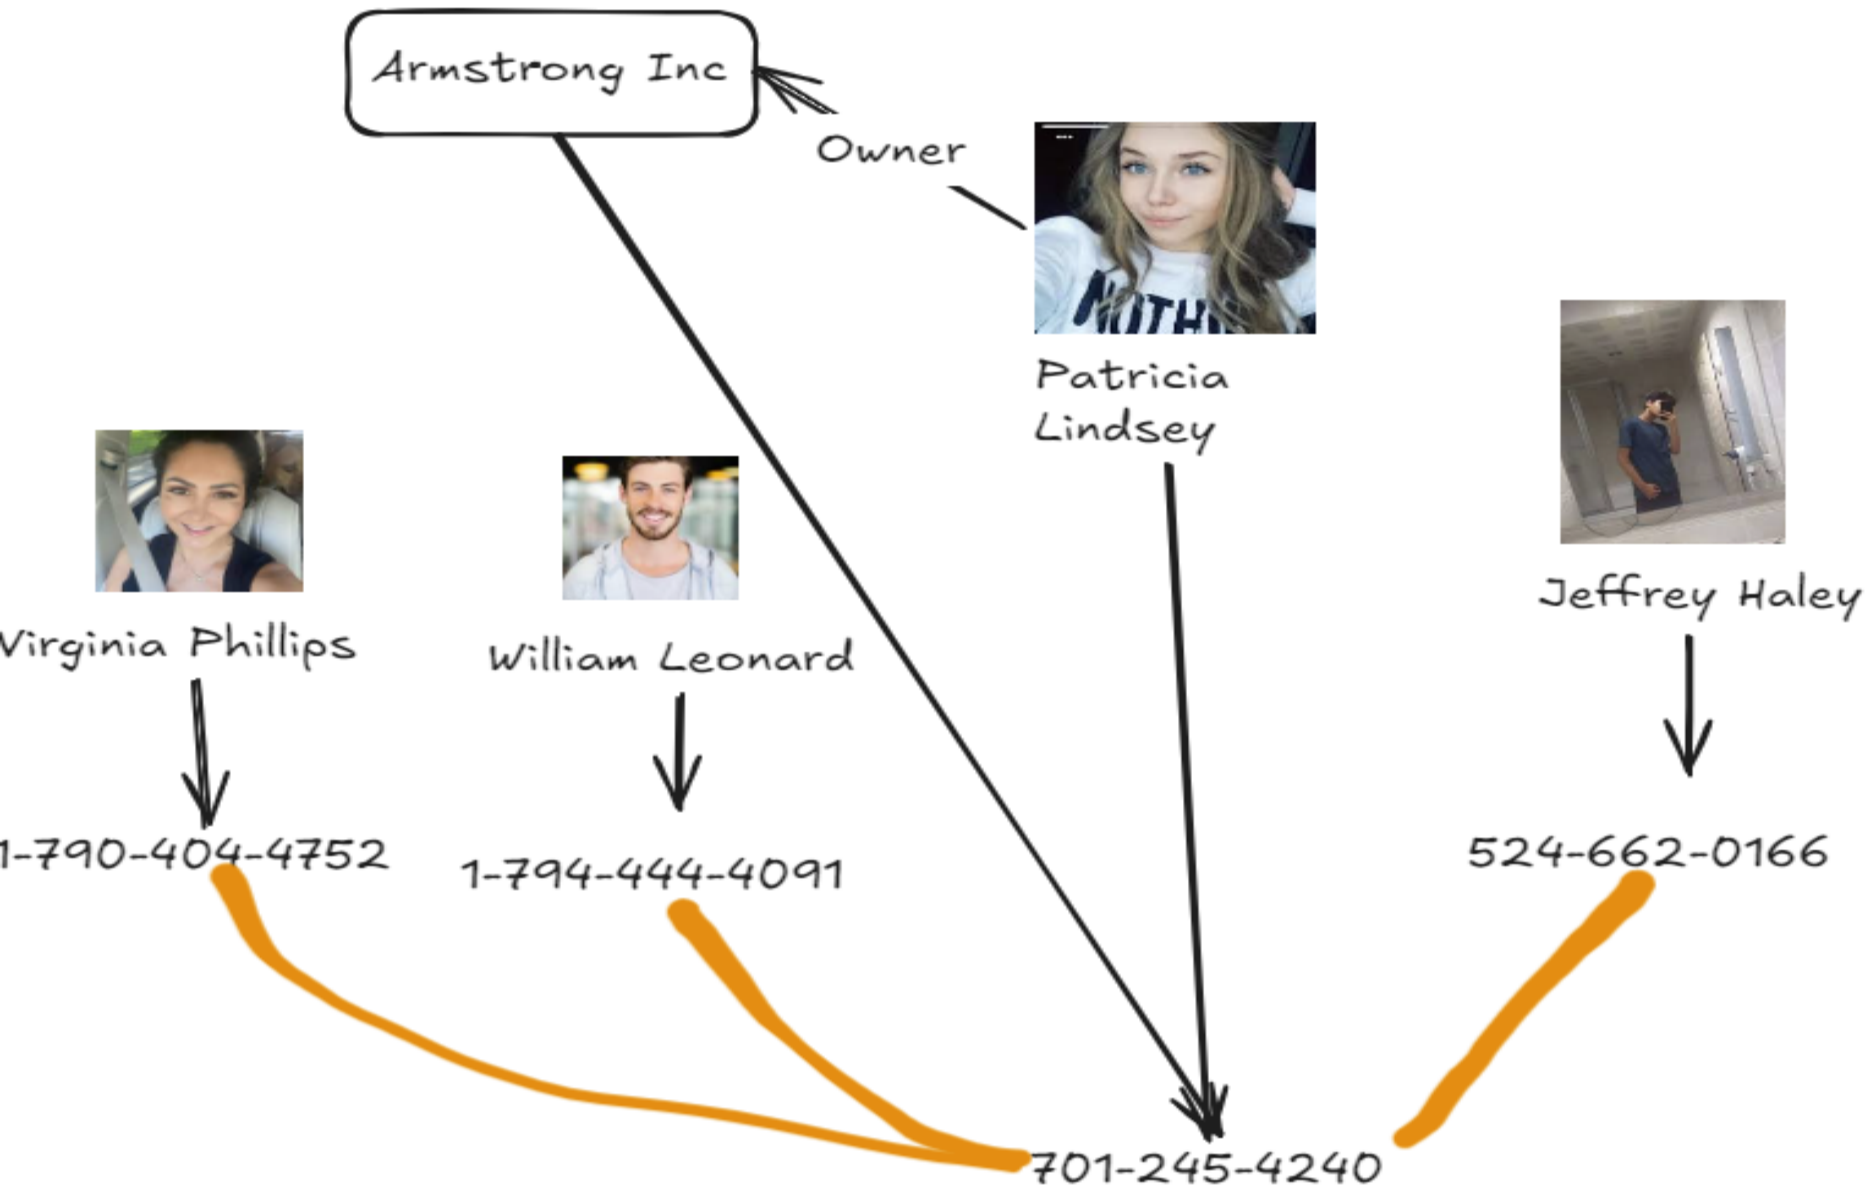 Armstrong Inc
Owner
NOTHI
Patricia
Lindsey
Virginia Phillips
William Leonard
Jeffrey Haley
1-790-404-4752
1-794-444-4091
524-662-0166
701-245-4240